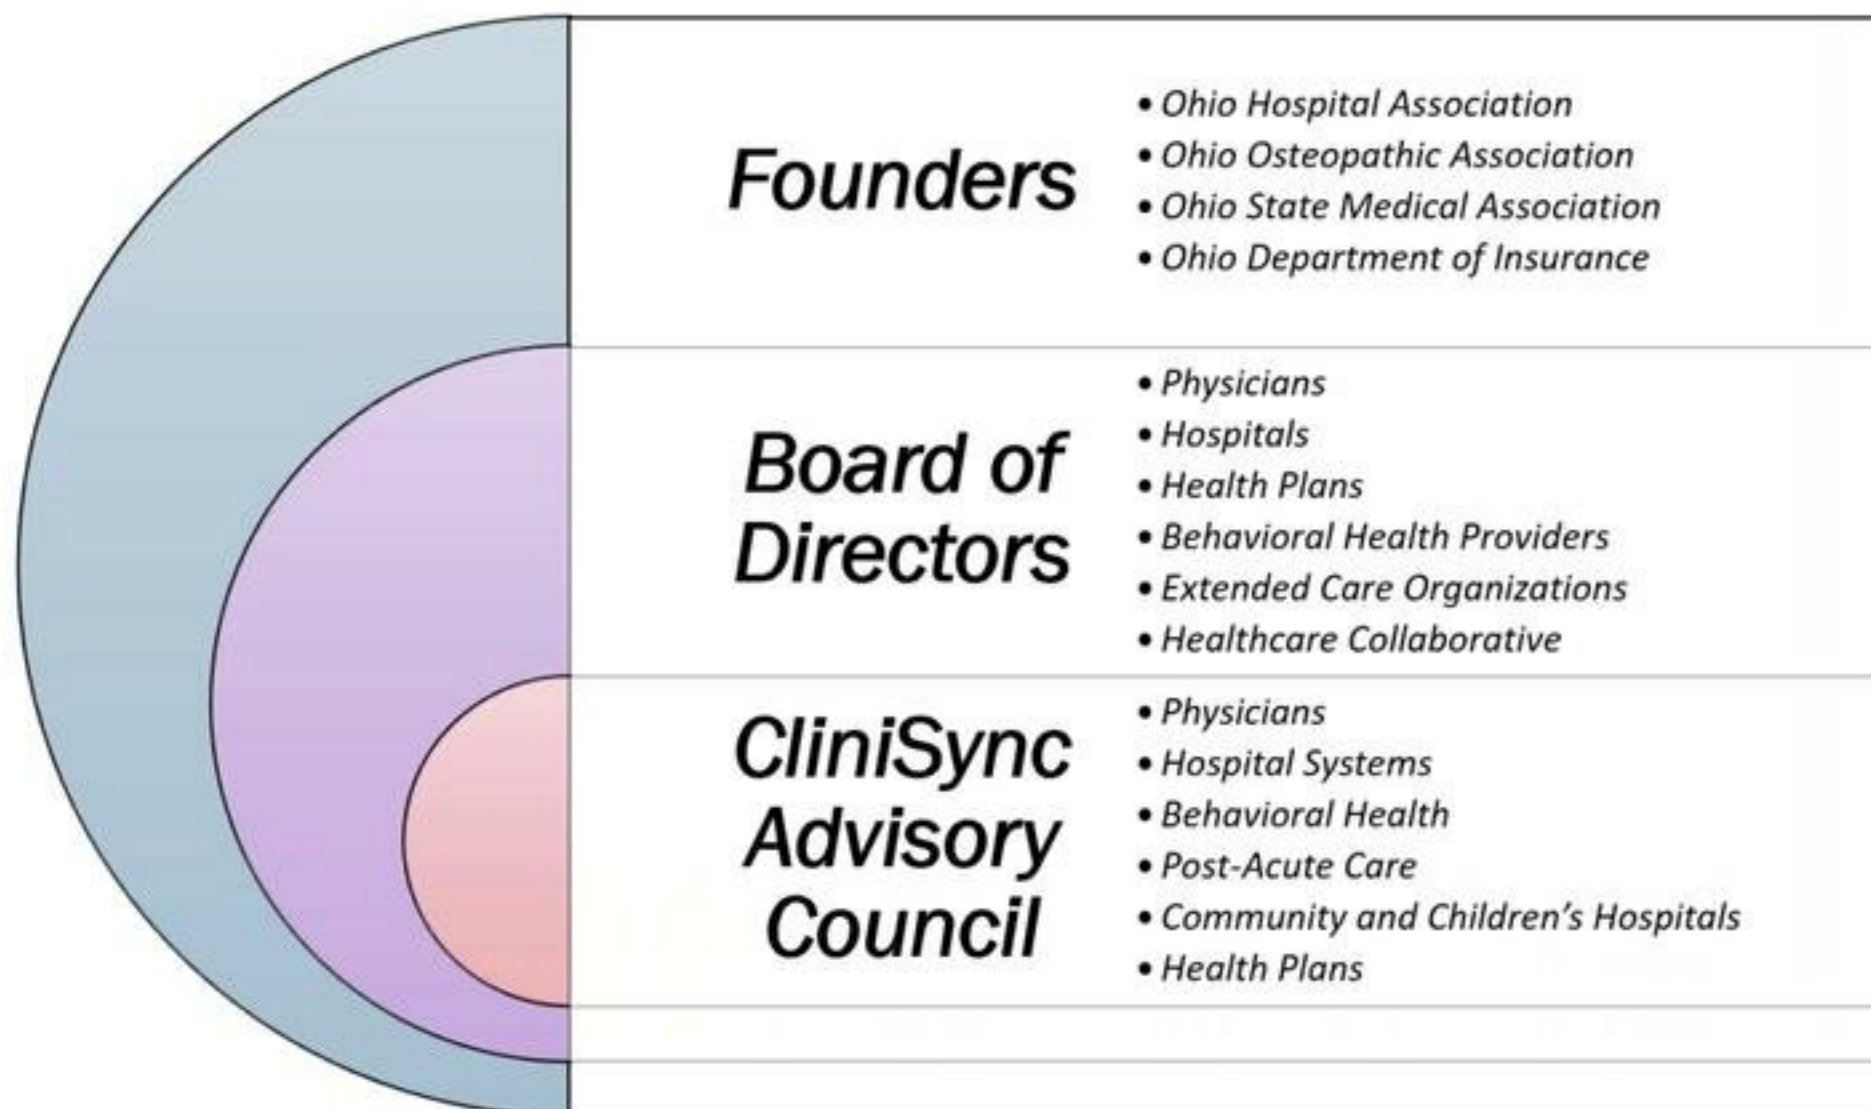 Founders
• Ohio Hospital Association
• Ohio Osteopathic Association
• Ohio State Medical Association
• Ohio Department of Insurance
Board of
Directors
• Physicians
• Hospitals
• Health Plans
• Behavioral Health Providers
• Extended Care Organizations
• Healthcare Collaborative
CliniSync
Advisory
Council
• Physicians
• Hospital Systems
• Behavioral Health
• Post-Acute Care
• Community and Children’s Hospitals
• Health Plans